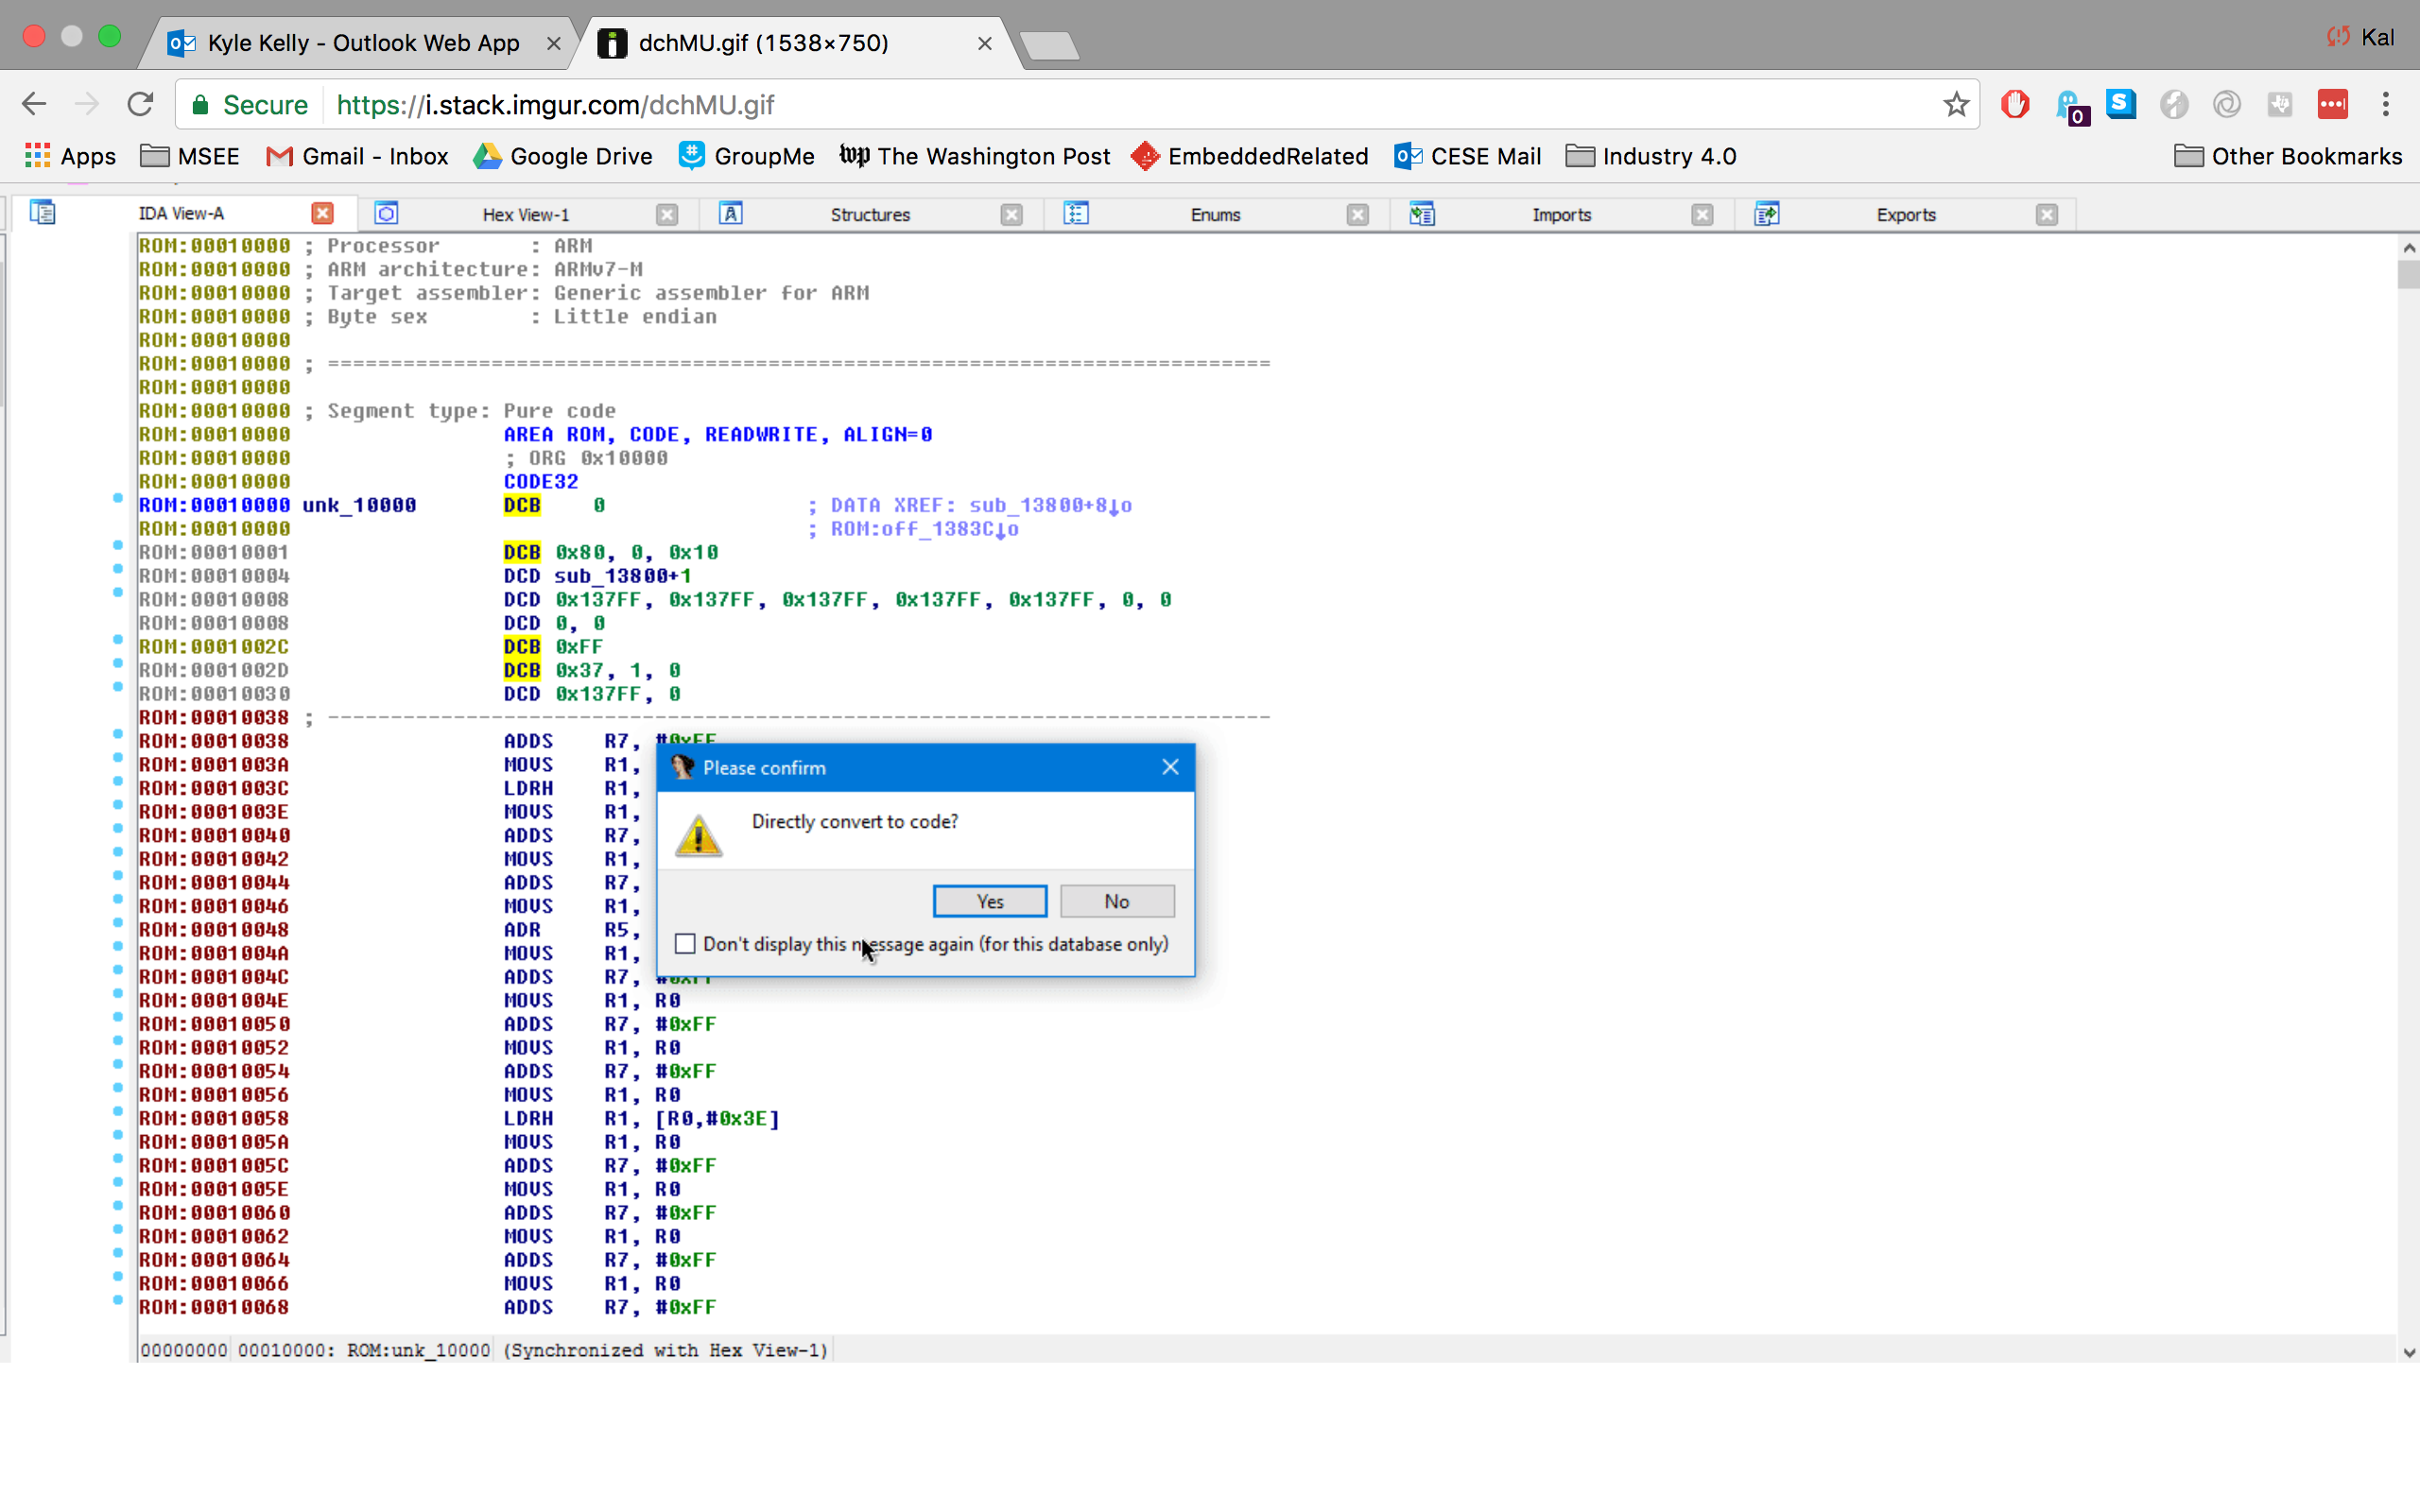 Kyle Kelly - Outlook Web App
dchMU.gif (1538×750)
Kal
Secure https://i.stack.imgur.com/dchMU.gif
0
Apps MSEE Gmail - Inbox Google Drive GroupMe The Washington Post EmbeddedRelated CESE Mail Industry 4.0 Other Bookmarks
IDA View-A Hex View-1 Structures Enums Imports Exports
ROM:00010000 ; Processor : ARM
ROM:00010000 ; ARM architecture: ARMv7-M
ROM:00010000 ; Target assembler: Generic assembler for ARM
ROM:00010000 ; Byte sex : Little endian
ROM:00010000
ROM:00010000 ; ===========================================================================
ROM:00010000
ROM:00010000 ; Segment type: Pure code
ROM:00010000 AREA ROM, CODE, READWRITE, ALIGN=0
ROM:00010000 ; ORG 0x10000
ROM:00010000 CODE32
ROM:00010000 unk_10000 DCB 0 ; DATA XREF: sub_13800+8↓o
ROM:00010000 ; ROM:off_1383C↓o
ROM:00010001 DCB 0x80, 0, 0x10
ROM:00010004 DCD sub_13800+1
ROM:00010008 DCD 0x137FF, 0x137FF, 0x137FF, 0x137FF, 0x137FF, 0, 0
ROM:00010008 DCD 0, 0
ROM:0001002C DCB 0xFF
ROM:0001002D DCB 0x37, 1, 0
ROM:00010030 DCD 0x137FF, 0
ROM:00010038 ; ---------------------------------------------------------------------------
ROM:00010038 ADDS R7, #0xFF
ROM:0001003A MOVS R1,
ROM:0001003C LDRH R1,
ROM:0001003E MOVS R1,
ROM:00010040 ADDS R7,
ROM:00010042 MOVS R1,
ROM:00010044 ADDS R7,
ROM:00010046 MOVS R1,
ROM:00010048 ADR R5,
ROM:0001004A MOVS R1,
ROM:0001004C ADDS R7, #0xFF
ROM:0001004E MOVS R1, R0
ROM:00010050 ADDS R7, #0xFF
ROM:00010052 MOVS R1, R0
ROM:00010054 ADDS R7, #0xFF
ROM:00010056 MOVS R1, R0
ROM:00010058 LDRH R1, [R0,#0x3E]
ROM:0001005A MOVS R1, R0
ROM:0001005C ADDS R7, #0xFF
ROM:0001005E MOVS R1, R0
ROM:00010060 ADDS R7, #0xFF
ROM:00010062 MOVS R1, R0
ROM:00010064 ADDS R7, #0xFF
ROM:00010066 MOVS R1, R0
ROM:00010068 ADDS R7, #0xFF
Please confirm
Directly convert to code?
Yes No
Don't display this message again (for this database only)
00000000 00010000: ROM:unk_10000 (Synchronized with Hex View-1)